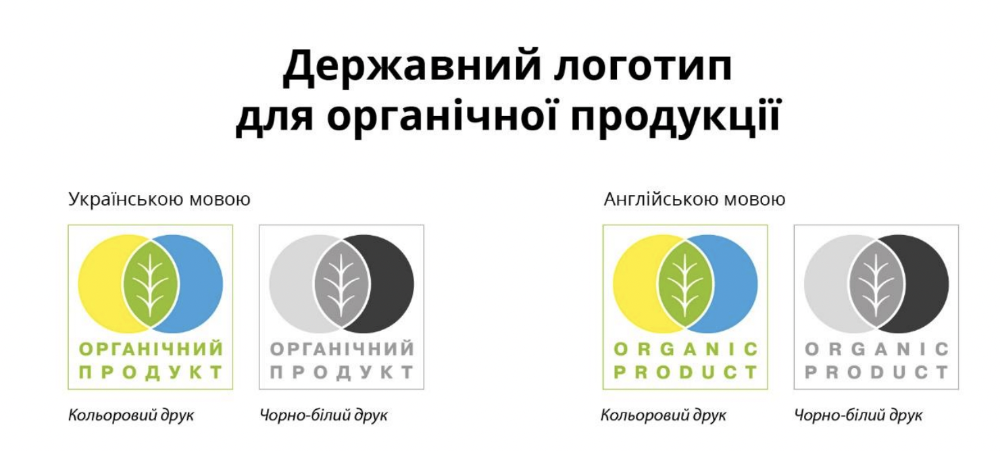 Державний логотип
для органічної продукції
Українською мовою
Англійською мовою
ОРГАНІЧНИЙ
ПРОДУКТ
ОРГАНІЧНИЙ
ПРОДУКТ
ORGANIC
PRODUCT
ORGANIC
PRODUCT
Кольоровий друк
Чорно-білий друк
Кольоровий друк
Чорно-білий друк